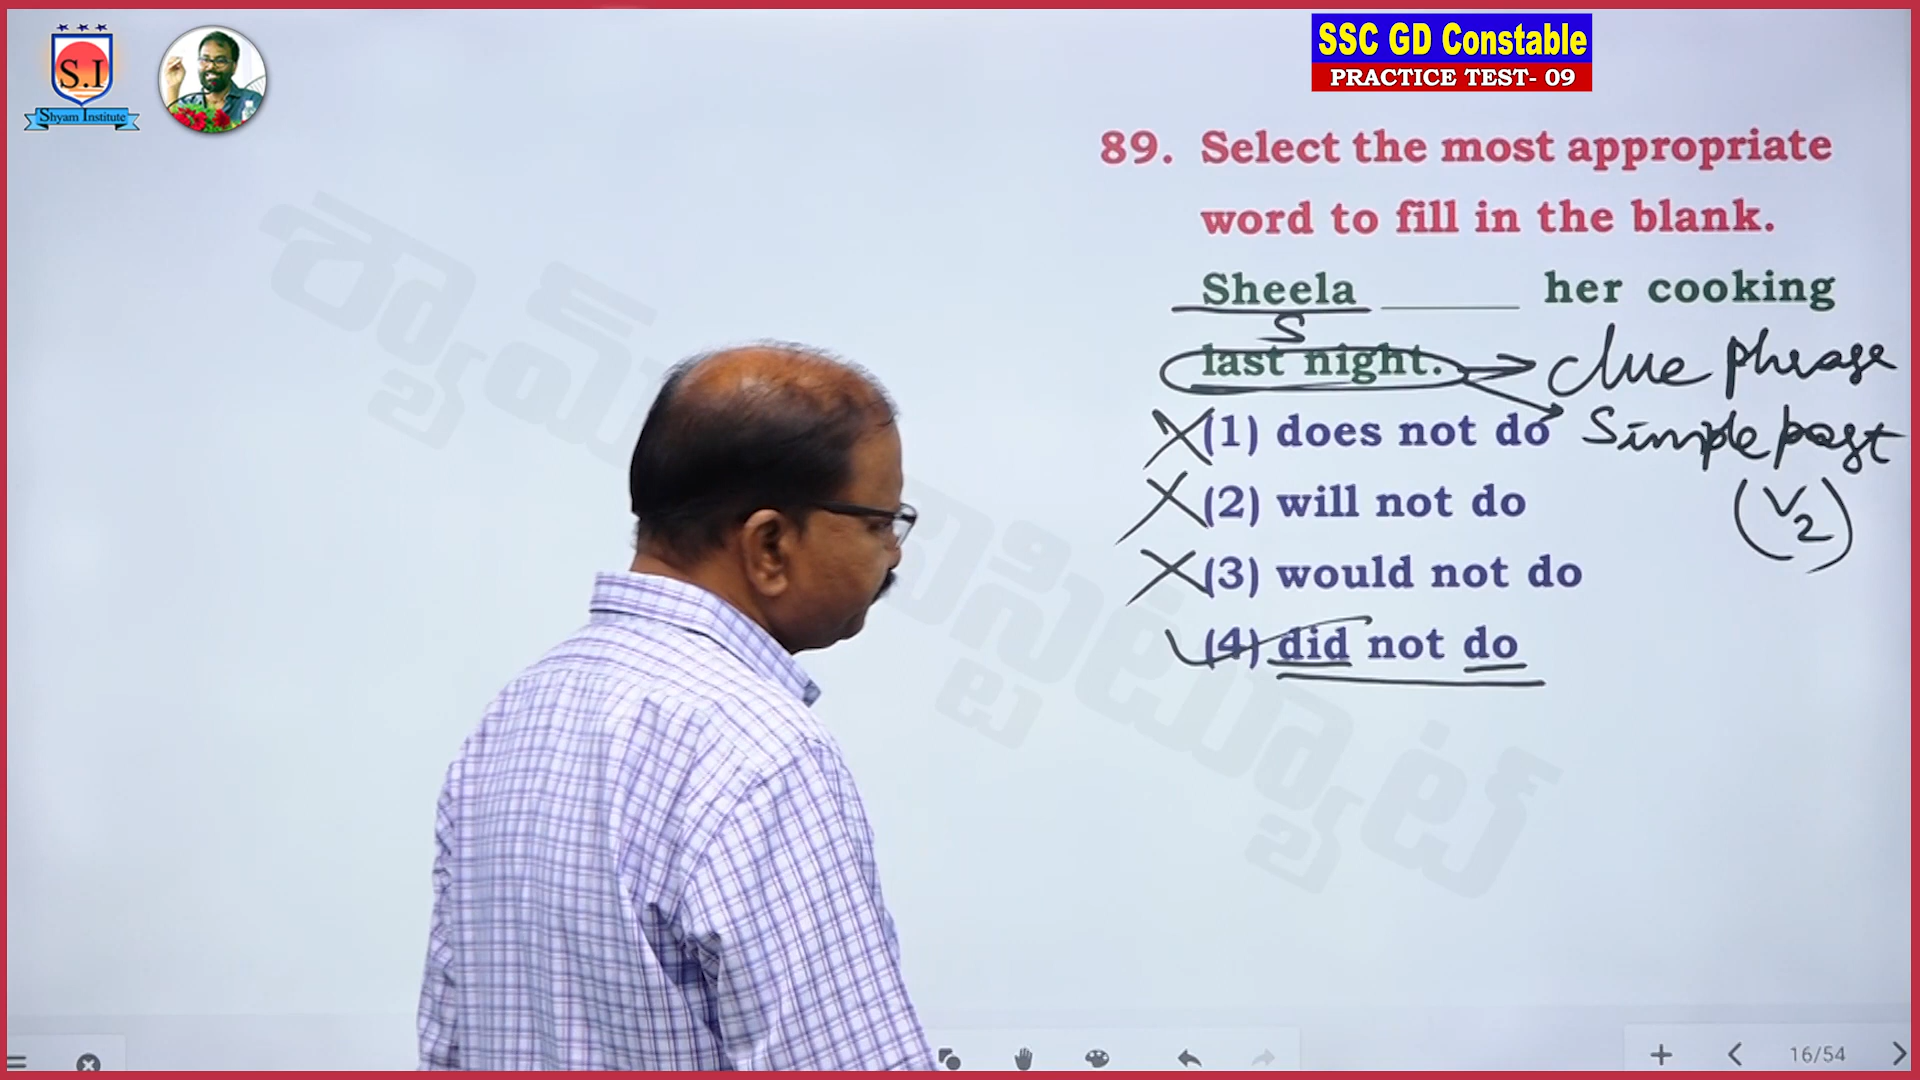 S.I
Shyam Institute
SSC GD Constable
PRACTICE TEST- 09
89. Select the most appropriate
word to fill in the blank.
Sheela ______ her cooking
S
last night. clue phrase
(1) does not do Simple past
(2) will not do (V2)
(3) would not do
(4) did not do
శ్యామ్ ఇన్‌స్టిట్యూట్
16/54